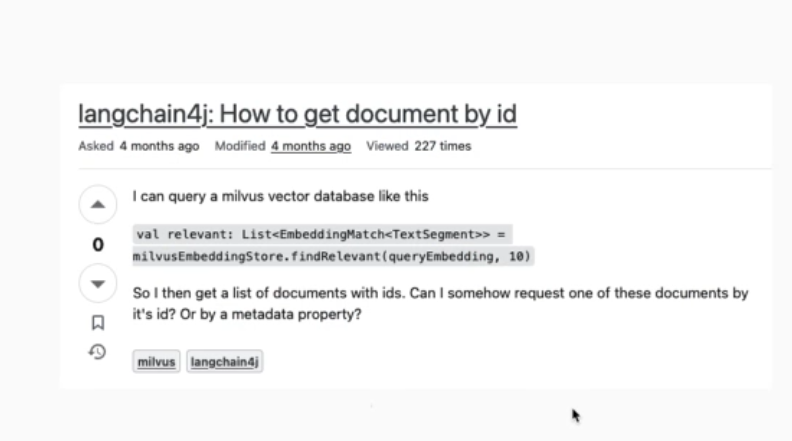 langchain4j: How to get document by id
Asked 4 months ago Modified 4 months ago Viewed 227 times
I can query a milvus vector database like this
0
val relevant: List<EmbeddingMatch<TextSegment>> =
milvusEmbeddingStore.findRelevant(queryEmbedding, 10)
So I then get a list of documents with ids. Can I somehow request one of these documents by
it's id? Or by a metadata property?
milvus langchain4j